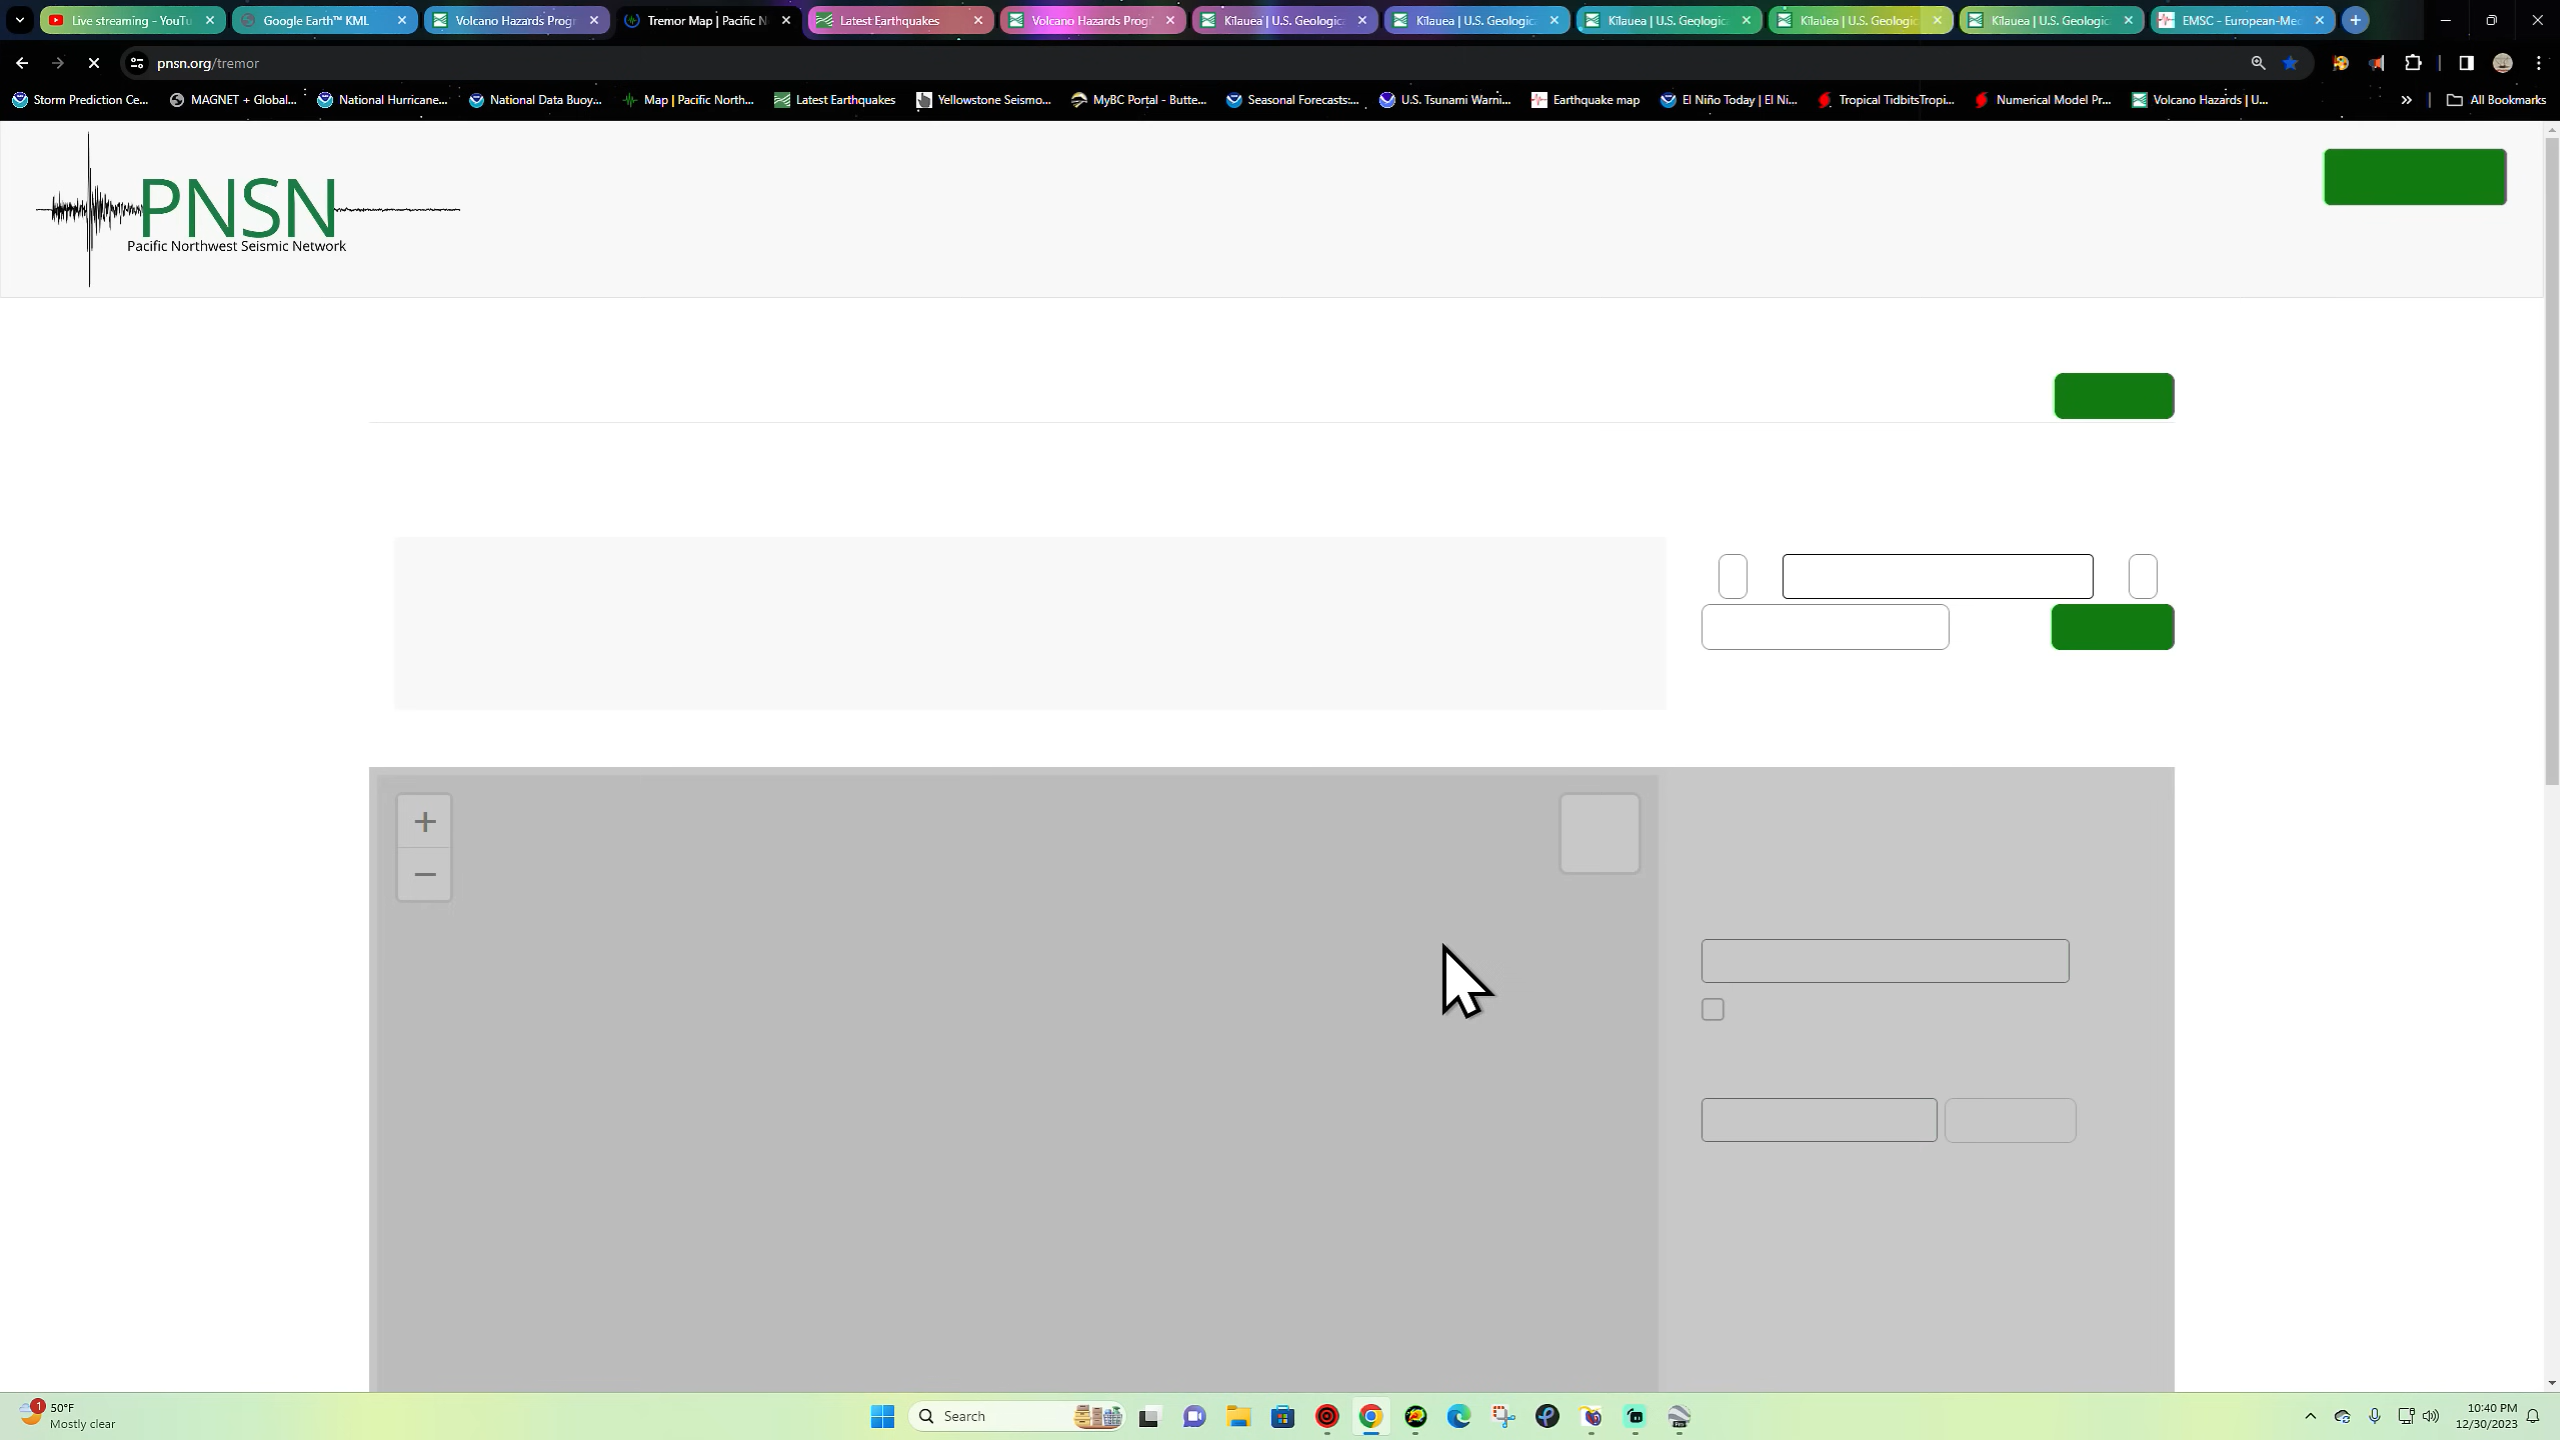 Live streaming - YouTu
Google Earth™ KML
Volcano Hazards Prog
Tremor Map | Pacific N
Latest Earthquakes
Volcano Hazards Prog
Kīlauea | U.S. Geologic
Kīlauea | U.S. Geologic
Kīlauea | U.S. Geologic
Kīlauea | U.S. Geologic
Kīlauea | U.S. Geologic
EMSC - European-Med
pnsn.org/tremor
Storm Prediction Ce...
MAGNET + Global...
National Hurricane...
National Data Buoy...
Map | Pacific North...
Latest Earthquakes
Yellowstone Seismo...
MyBC Portal - Butte...
Seasonal Forecasts:...
U.S. Tsunami Warni...
Earthquake map
El Niño Today | El Ni...
Tropical TidbitsTropi...
Numerical Model Pr...
Volcano Hazards | U...
»
All Bookmarks
PNSN
Pacific Northwest Seismic Network
+
−
1
50°F
Mostly clear
Search
10:40 PM
12/30/2023